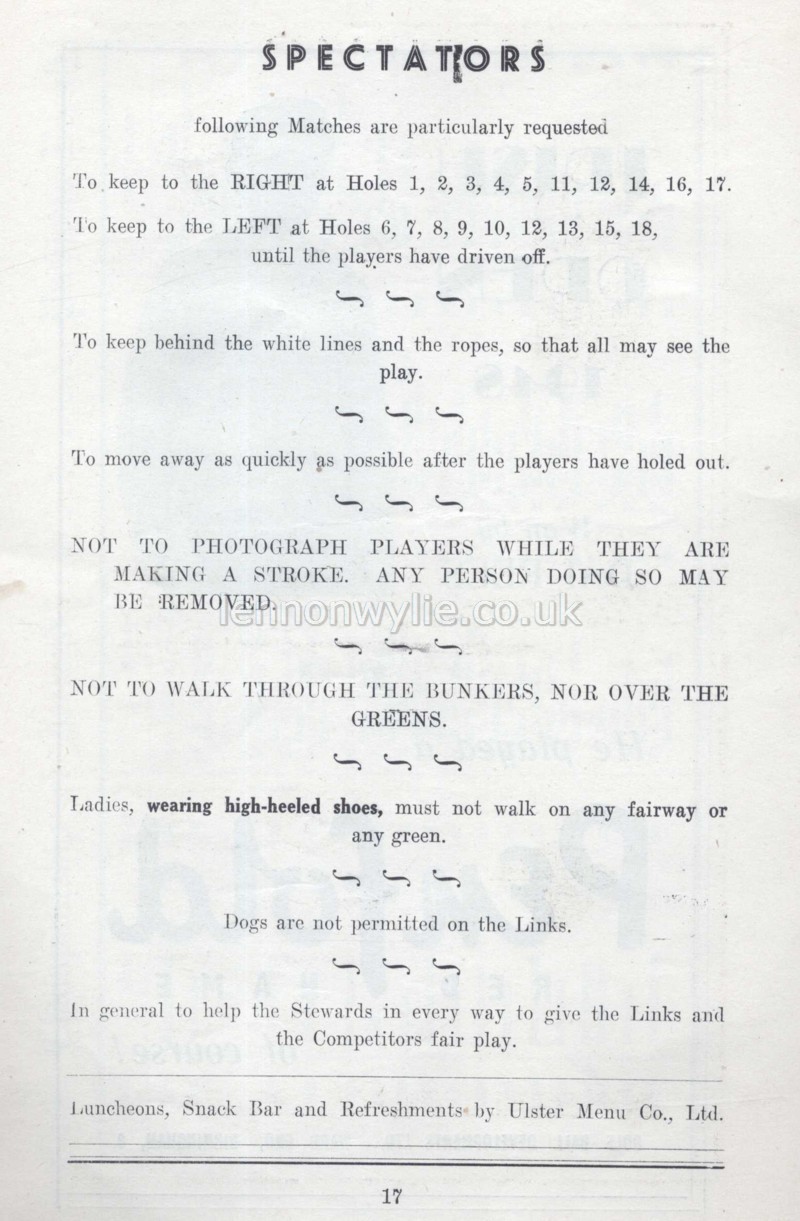 SPECTATORS
following Matches are particularly requested
To keep to the RIGHT at Holes 1, 2, 3, 4, 5, 11, 12, 14, 16, 17.
To keep to the LEFT at Holes 6, 7, 8, 9, 10, 12, 13, 15, 18,
until the players have driven off.
To keep behind the white lines and the ropes, so that all may see the
play.
To move away as quickly as possible after the players have holed out.
NOT TO PHOTOGRAPH PLAYERS WHILE THEY ARE
MAKING A STROKE. ANY PERSON DOING SO MAY
BE REMOVED.
lennonwylie.co.uk
NOT TO WALK THROUGH THE BUNKERS, NOR OVER THE
GREENS.
Ladies, wearing high-heeled shoes, must not walk on any fairway or
any green.
Dogs are not permitted on the Links.
In general to help the Stewards in every way to give the Links and
the Competitors fair play.
Luncheons, Snack Bar and Refreshments by Ulster Menu Co., Ltd.
17